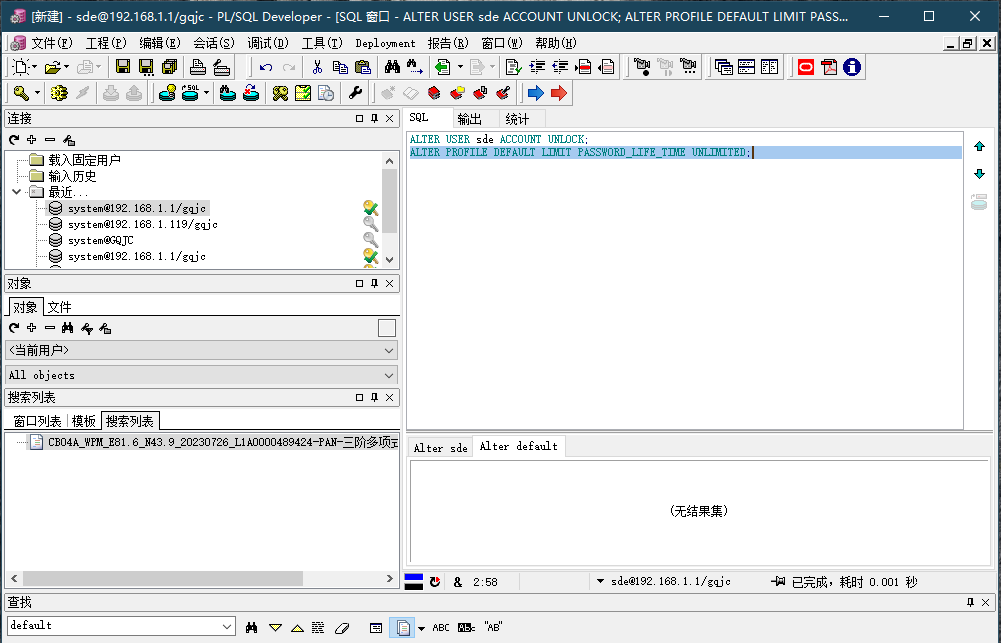 [新建] - sde@192.168.1.1/gqjc - PL/SQL Developer - [SQL 窗口 - ALTER USER sde ACCOUNT UNLOCK; ALTER PROFILE DEFAULT LIMIT PASS...
文件(F) 工程(P) 编辑(E) 会话(S) 调试(D) 工具(T) Deployment 报告(R) 窗口(W) 帮助(H)
连接
载入固定用户
输入历史
最近...
system@192.168.1.1/gqjc
system@192.168.1.119/gqjc
system@GQJC
system@192.168.1.1/gqjc
对象
对象 文件
<当前用户>
All objects
搜索列表
窗口列表 模板 搜索列表
CB04A_WPM_E81.6_N43.9_20230726_L1A0000489424-PAN-三阶多项式
SQL 输出 统计
ALTER USER sde ACCOUNT UNLOCK;
ALTER PROFILE DEFAULT LIMIT PASSWORD_LIFE_TIME UNLIMITED;
Alter sde Alter default
(无结果集)
& 2:58 sde@192.168.1.1/gqjc 已完成, 耗时 0.001 秒
查找
default ABC AB: "AB"